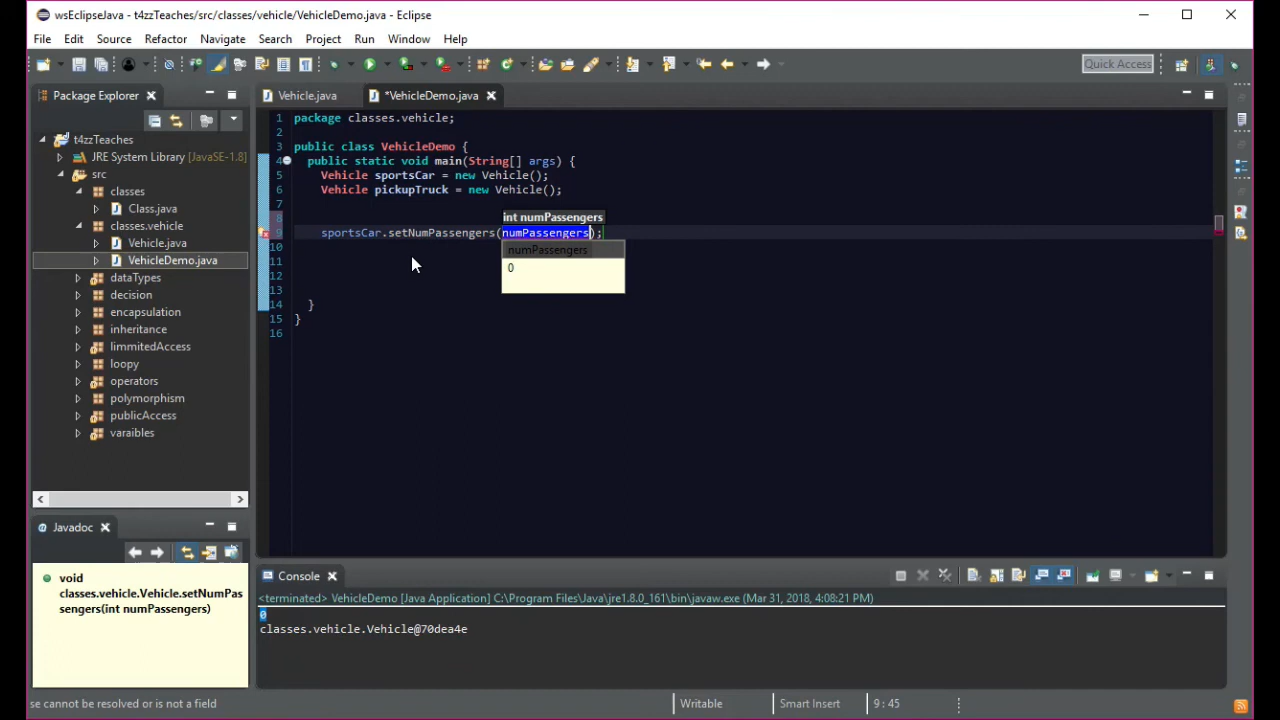 wsEclipseJava - t4zzTeaches/src/classes/vehicle/VehicleDemo.java - Eclipse
File Edit Source Refactor Navigate Search Project Run Window Help
Quick Access
Package Explorer
t4zzTeaches
JRE System Library [JavaSE-1.8]
src
classes
Class.java
classes.vehicle
Vehicle.java
VehicleDemo.java
dataTypes
decision
encapsulation
inheritance
limmitedAccess
loopy
operators
polymorphism
publicAccess
varaibles
Vehicle.java *VehicleDemo.java
1 package classes.vehicle;
2
3 public class VehicleDemo {
4 public static void main(String[] args) {
5 Vehicle sportsCar = new Vehicle();
6 Vehicle pickupTruck = new Vehicle();
7
8
int numPassengers
9 sportsCar.setNumPassengers(numPassengers);
numPassengers
0
10
11
12
13
14 }
15 }
16
Javadoc
void
classes.vehicle.Vehicle.setNumPas
sengers(int numPassengers)
Console
<terminated> VehicleDemo [Java Application] C:\Program Files\Java\jre1.8.0_161\bin\javaw.exe (Mar 31, 2018, 4:08:21 PM)
0
classes.vehicle.Vehicle@70dea4e
se cannot be resolved or is not a field Writable Smart Insert 9 : 45